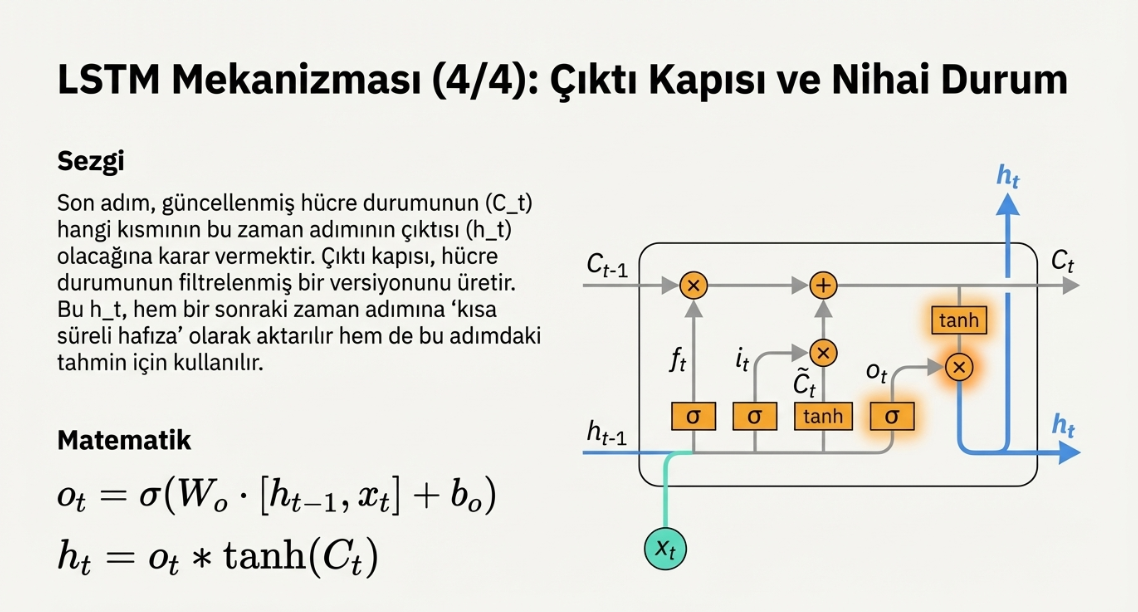 LSTM Mekanizması (4/4): Çıktı Kapısı ve Nihai Durum
Sezgi
Son adım, güncellenmiş hücre durumunun (C_t)
hangi kısmının bu zaman adımının çıktısı (h_t)
olacağına karar vermektir. Çıktı kapısı, hücre
durumunun filtrelenmiş bir versiyonunu üretir.
Bu h_t, hem bir sonraki zaman adımına ‘kısa
süreli hafıza’ olarak aktarılır hem de bu adımdaki
tahmin için kullanılır.
Matematik
o_t = σ(W_o · [h_{t−1}, x_t] + b_o)
h_t = o_t ∗ tanh(C_t)
h_t
C_{t-1}
C_t
×
+
tanh
f_t
i_t
×
C̃_t
o_t
×
σ
σ
tanh
σ
h_{t-1}
h_t
x_t